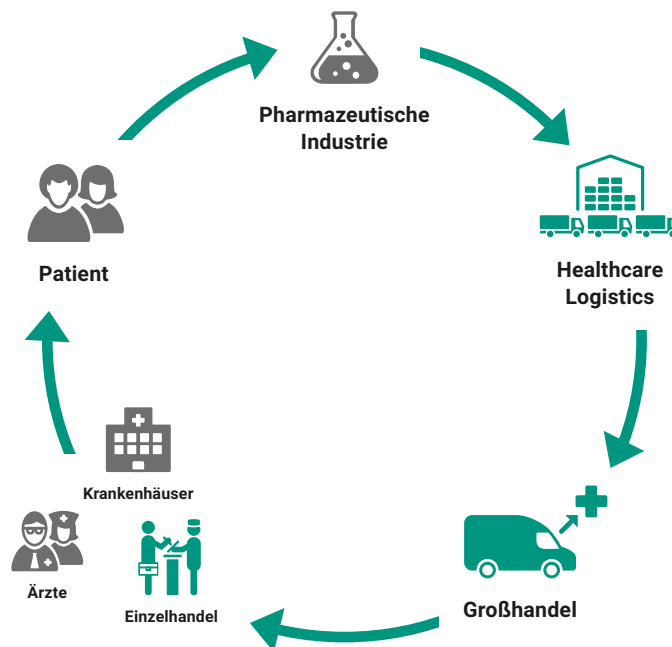 Pharmazeutische
Industrie
Healthcare
Logistics
Patient
Krankenhäuser
Ärzte
Einzelhandel
Großhandel